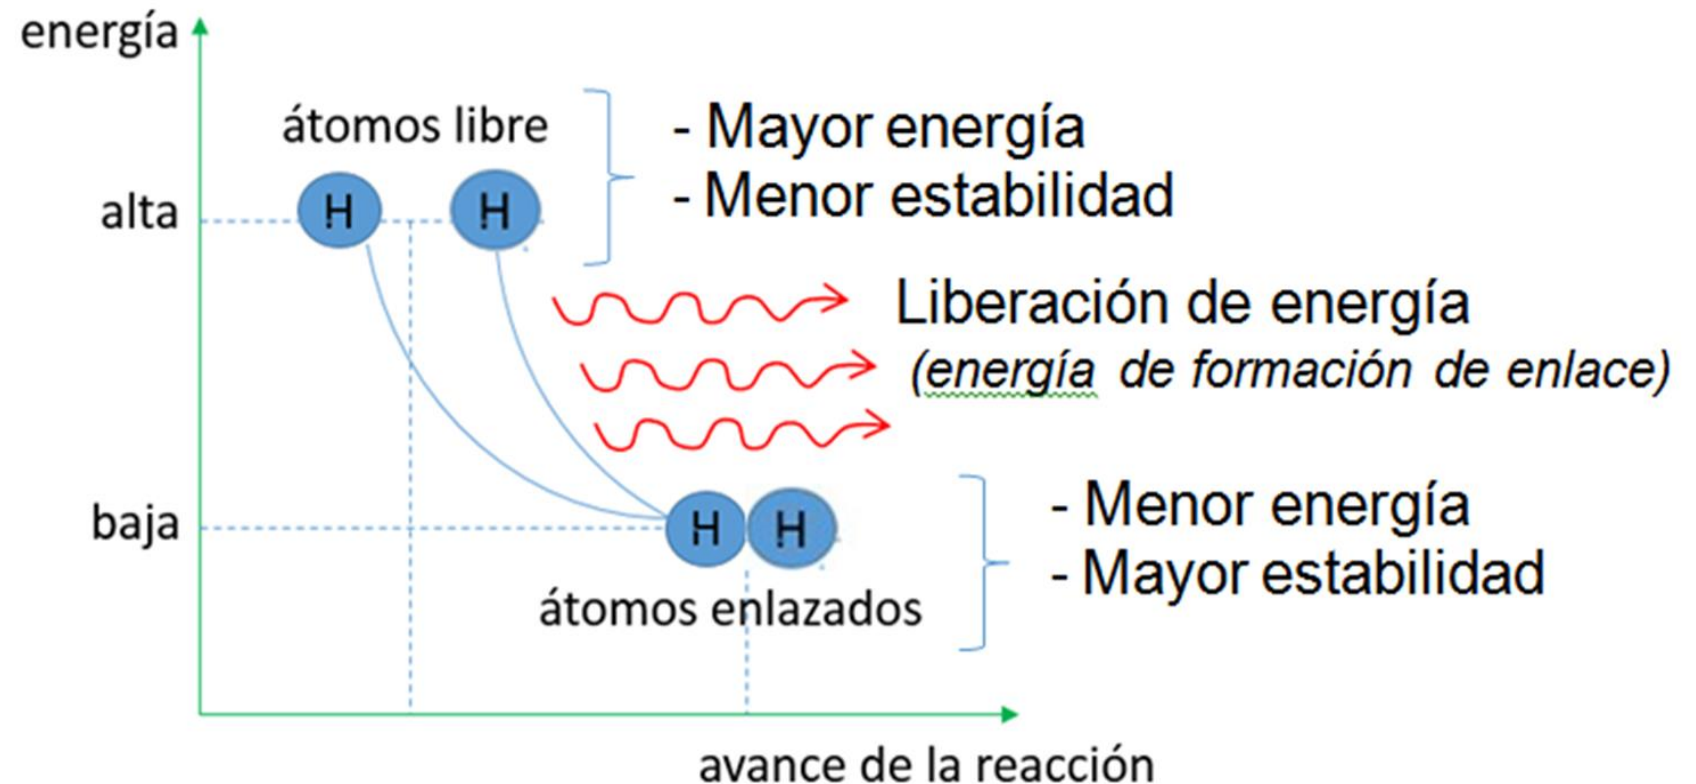 energía
átomos libre
- Mayor energía
- Menor estabilidad
alta
H
H
Liberación de energía
(energía de formación de enlace)
baja
H
H
- Menor energía
- Mayor estabilidad
átomos enlazados
avance de la reacción